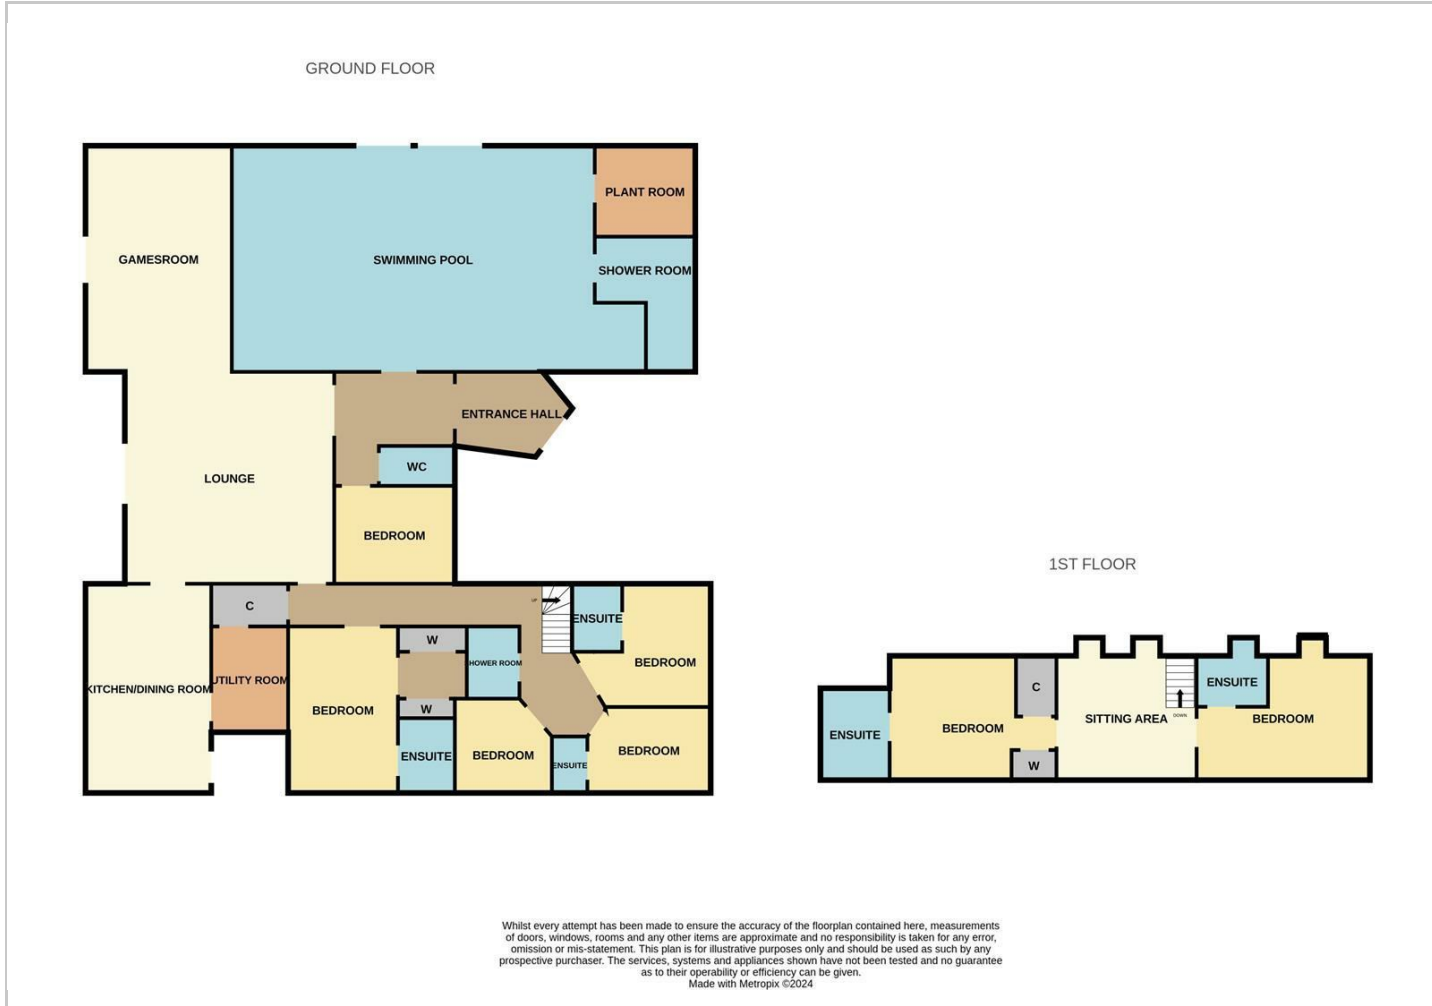 GROUND FLOOR
PLANT ROOM
GAMESROOM
SWIMMING POOL
SHOWER ROOM
ENTRANCE HALL
WC
LOUNGE
BEDROOM
C
ENSUITE
W
HOWER ROOM
BEDROOM
KITCHEN/DINING ROOM
UTILITY ROOM
W
BEDROOM
ENSUITE
BEDROOM
BEDROOM
ENSUITE
UP
1ST FLOOR
C
ENSUITE
BEDROOM
SITTING AREA
DOWN
BEDROOM
ENSUITE
W
Whilst every attempt has been made to ensure the accuracy of the floorplan contained here, measurements
of doors, windows, rooms and any other items are approximate and no responsibility is taken for any error,
omission or mis-statement. This plan is for illustrative purposes only and should be used as such by any
prospective purchaser. The services, systems and appliances shown have not been tested and no guarantee
as to their operability or efficiency can be given.
Made with Metropix ©2024